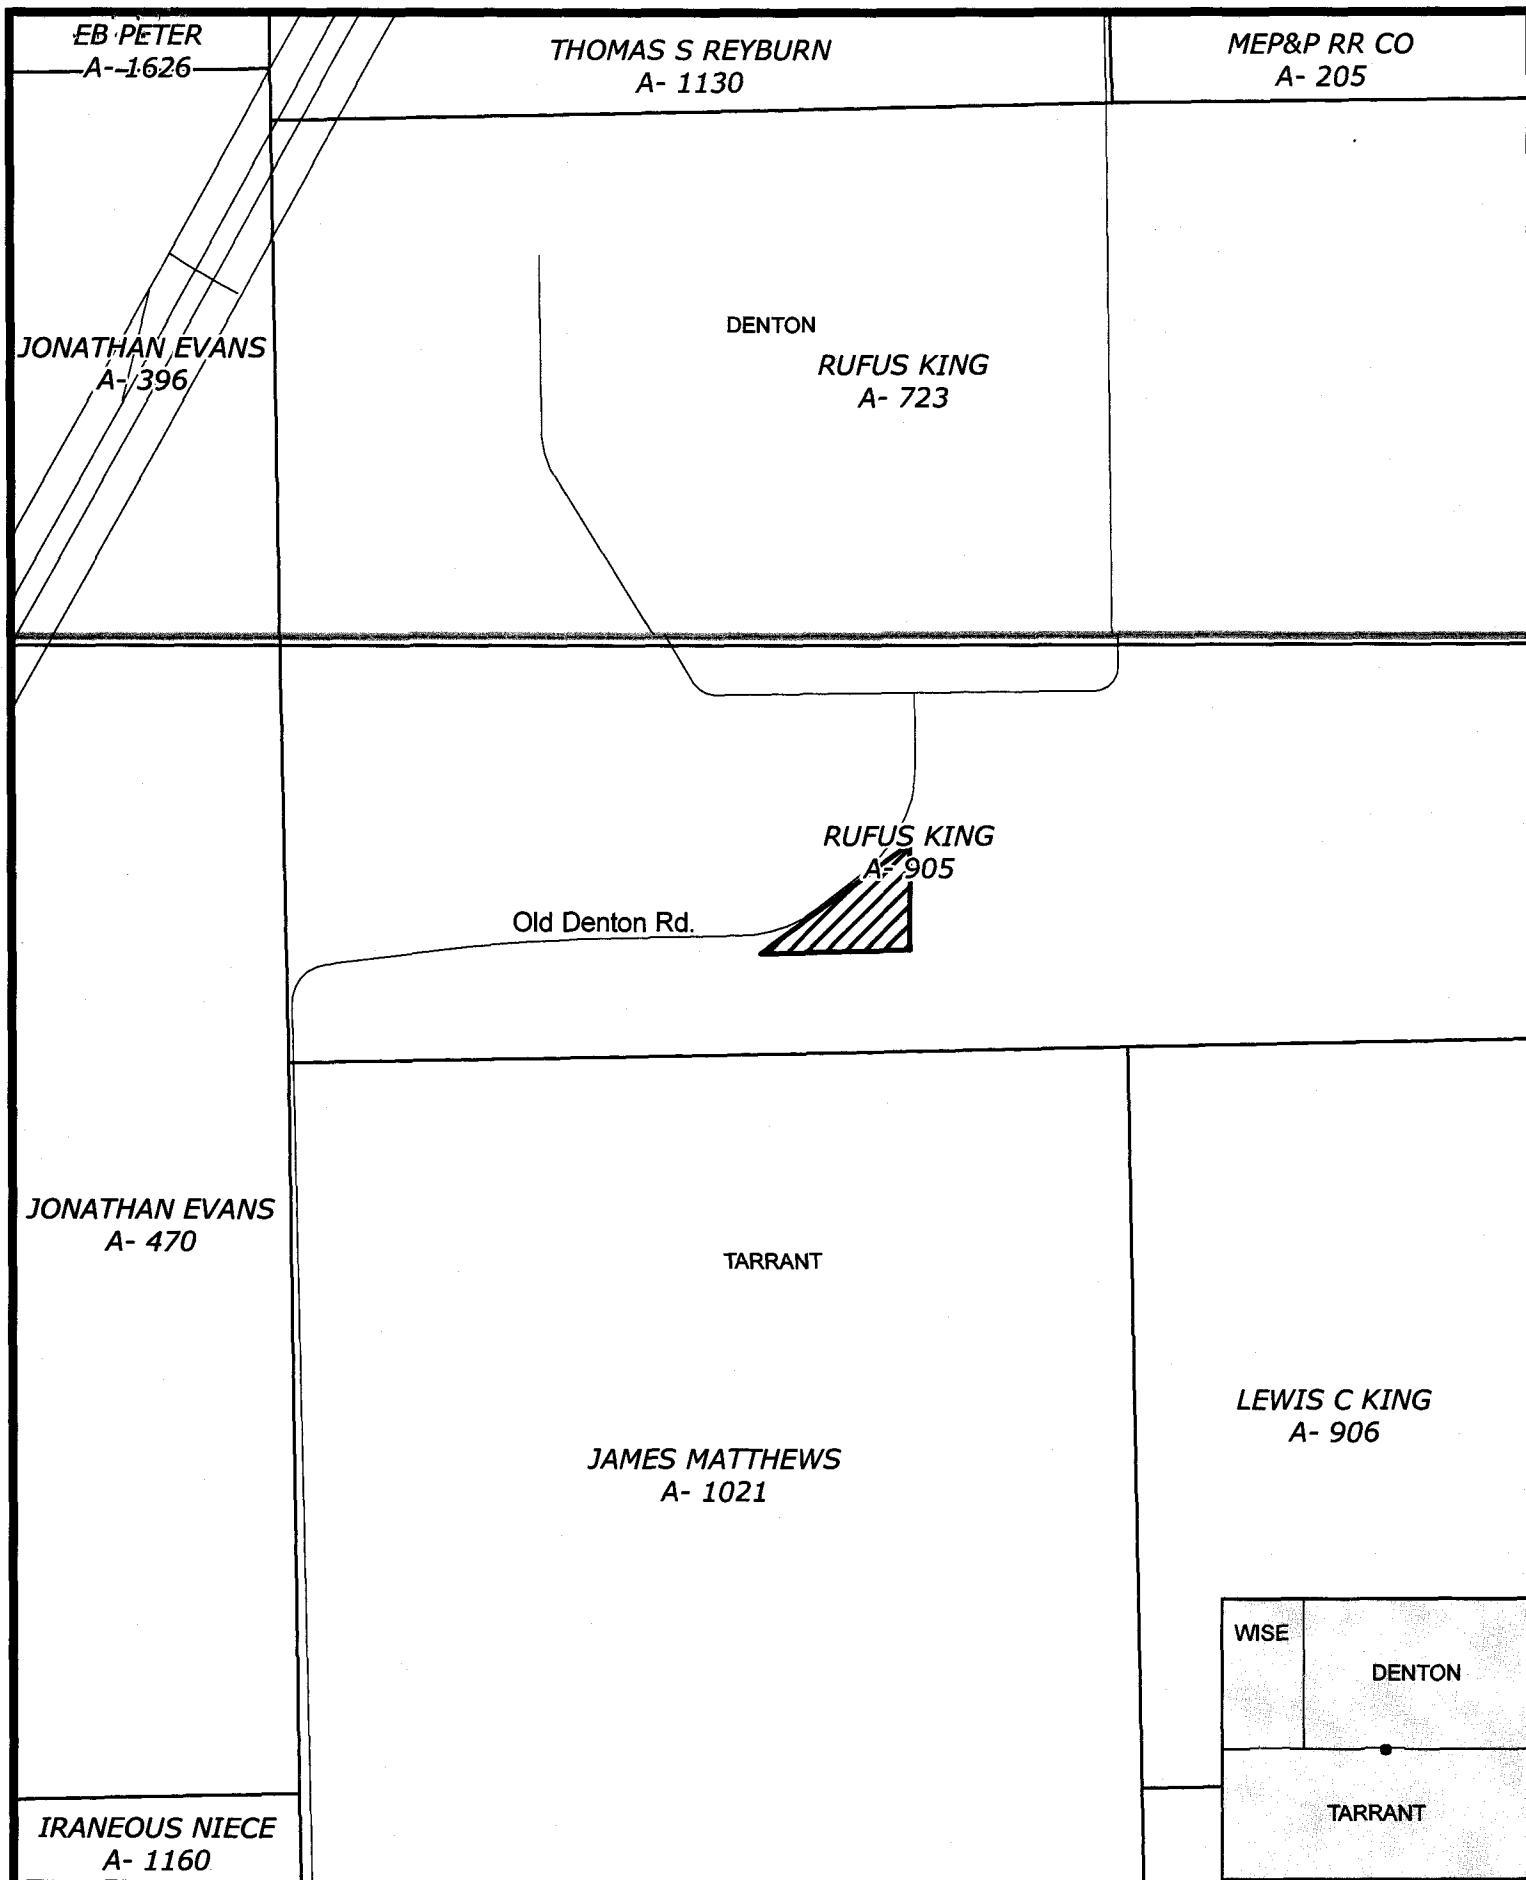 EB PETER
A- 1626
THOMAS S REYBURN
A- 1130
MEP&P RR CO
A- 205
DENTON
JONATHAN EVANS
A- 396
RUFUS KING
A- 723
RUFUS KING
A- 905
Old Denton Rd.
JONATHAN EVANS
A- 470
TARRANT
LEWIS C KING
A- 906
JAMES MATTHEWS
A- 1021
WISE
DENTON
TARRANT
IRANEOUS NIECE
A- 1160